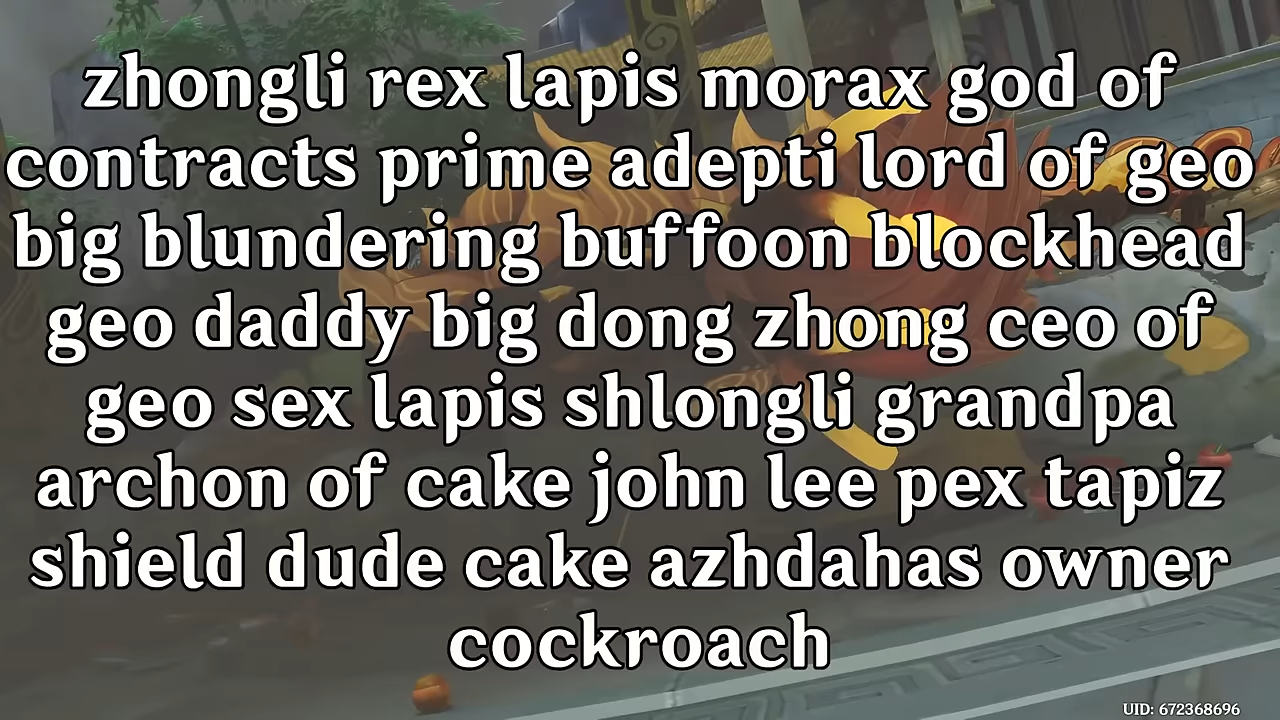 zhongli rex lapis morax god of
contracts prime adepti lord of geo
big blundering buffoon blockhead
geo daddy big dong zhong ceo of
geo sex lapis shlongli grandpa
archon of cake john lee pex tapiz
shield dude cake azhdahas owner
cockroach
UID: 672368696